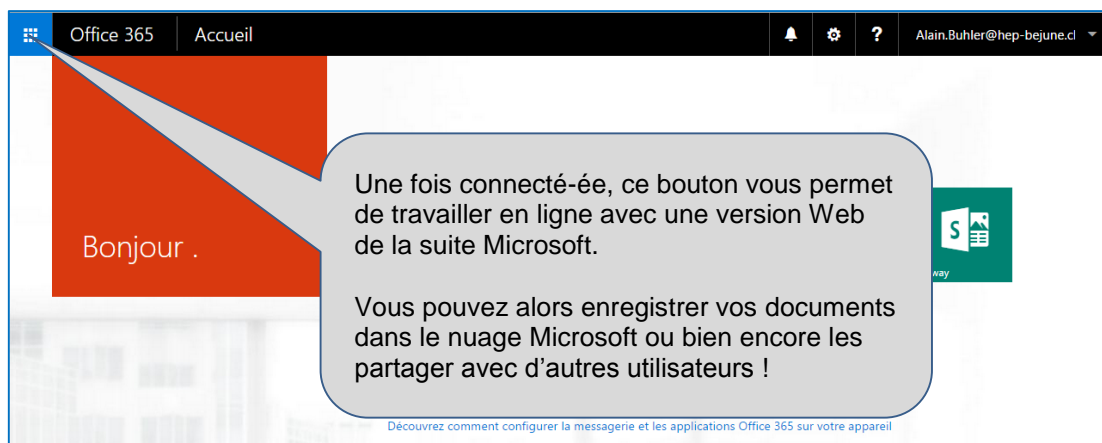 Office 365 Accueil ? Alain.Buhler@hep-bejune.cl
Une fois connecté-ée, ce bouton vous permet
de travailler en ligne avec une version Web
de la suite Microsoft.
Bonjour .
S
way
Vous pouvez alors enregistrer vos documents
dans le nuage Microsoft ou bien encore les
partager avec d’autres utilisateurs !
Découvrez comment configurer la messagerie et les applications Office 365 sur votre appareil